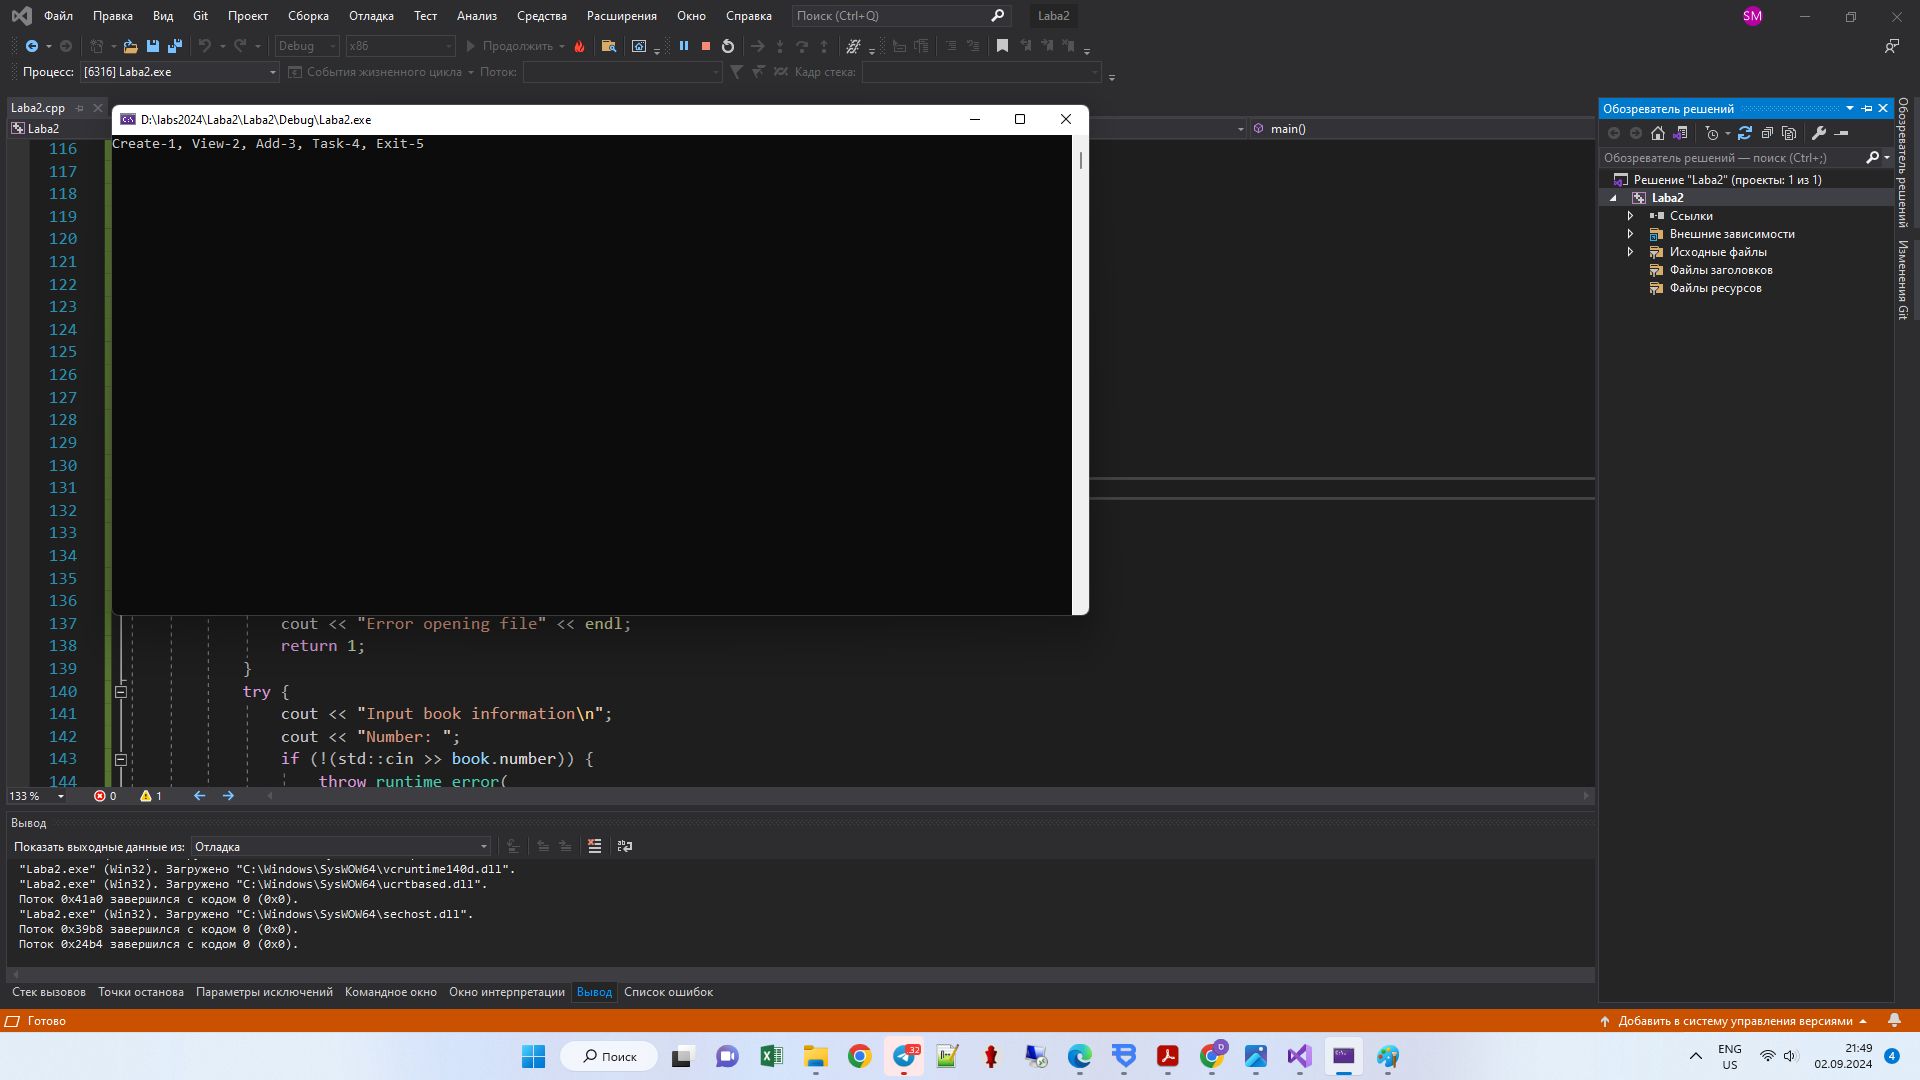 Файл Правка Вид Git Проект Сборка Отладка Тест Анализ Средства Расширения Окно Справка Поиск (Ctrl+Q) Laba2 SM
Debug x86 Продолжить
Процесс: [6316] Laba2.exe События жизненного цикла Поток: Кадр стека:
Laba2.cpp
Laba2 main()
D:\labs2024\Laba2\Laba2\Debug\Laba2.exe
Create-1, View-2, Add-3, Task-4, Exit-5
116
117
118
119
120
121
122
123
124
125
126
127
128
129
130
131
132
133
134
135
136
137 cout << "Error opening file" << endl;
138 return 1;
139 }
140 try {
141 cout << "Input book information\n";
142 cout << "Number: ";
143 if (!(std::cin >> book.number)) {
144 throw runtime_error(
133 % 0 1
Вывод
Показать выходные данные из: Отладка
"Laba2.exe" (Win32). Загружено "C:\Windows\SysWOW64\vcruntime140d.dll".
"Laba2.exe" (Win32). Загружено "C:\Windows\SysWOW64\ucrtbased.dll".
Поток 0x41a0 завершился с кодом 0 (0x0).
"Laba2.exe" (Win32). Загружено "C:\Windows\SysWOW64\sechost.dll".
Поток 0x39b8 завершился с кодом 0 (0x0).
Поток 0x24b4 завершился с кодом 0 (0x0).
Стек вызовов Точки останова Параметры исключений Командное окно Окно интерпретации Вывод Список ошибок
Обозреватель решений
Обозреватель решений — поиск (Ctrl+;)
Решение "Laba2" (проекты: 1 из 1)
Laba2
Ссылки
Внешние зависимости
Исходные файлы
Файлы заголовков
Файлы ресурсов
Обозреватель решений
Изменения Git
Готово Добавить в систему управления версиями
Поиск
32
D
ENG
US
21:49
02.09.2024
4